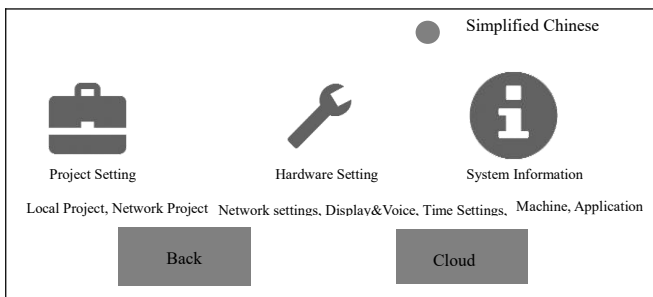 Simplified Chinese
Project Setting
Hardware Setting
System Information
Local Project, Network Project
Network settings, Display&Voice, Time Settings,
Machine, Application
Back
Cloud